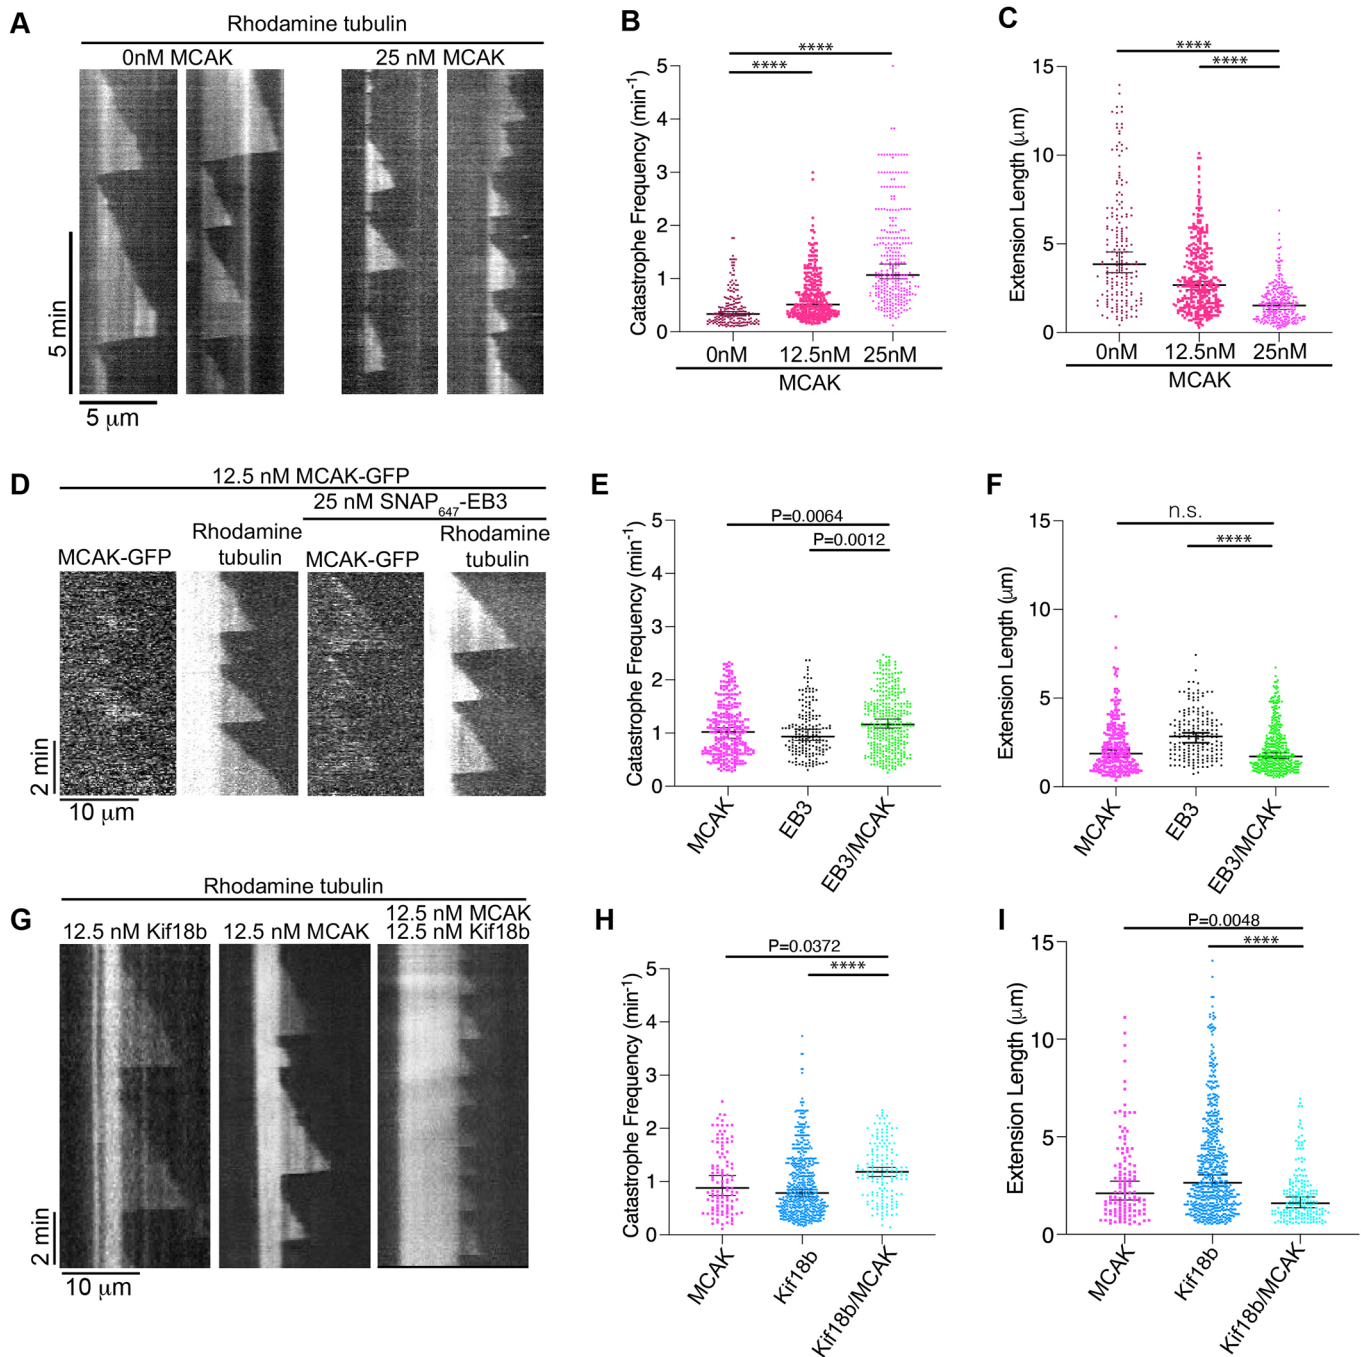 A
Rhodamine tubulin
0nM MCAK
25 nM MCAK
5 min
5 μm
B
****
****
Catastrophe Frequency (min-1)
5
4
3
2
1
0
0nM
12.5nM
25nM
MCAK
C
****
****
Extension Length (μm)
15
10
5
0
0nM
12.5nM
25nM
MCAK
D
12.5 nM MCAK-GFP
25 nM SNAP647-EB3
MCAK-GFP
Rhodamine
tubulin
MCAK-GFP
Rhodamine
tubulin
2 min
10 μm
E
P=0.0064
P=0.0012
Catastrophe Frequency (min-1)
5
4
3
2
1
0
MCAK
EB3
EB3/MCAK
F
n.s.
****
Extension Length (μm)
15
10
5
0
MCAK
EB3
EB3/MCAK
G
Rhodamine tubulin
12.5 nM Kif18b
12.5 nM MCAK
12.5 nM MCAK
12.5 nM Kif18b
2 min
10 μm
H
P=0.0372
****
Catastrophe Frequency (min-1)
5
4
3
2
1
0
MCAK
Kif18b
Kif18b/MCAK
I
P=0.0048
****
Extension Length (μm)
15
10
5
0
MCAK
Kif18b
Kif18b/MCAK